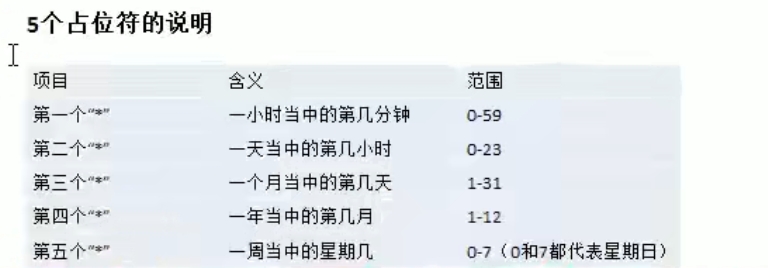 5个占位符的说明
项目 含义 范围
第一个“*” 一小时当中的第几分钟 0-59
第二个“*” 一天当中的第几小时 0-23
第三个“*” 一个月当中的第几天 1-31
第四个“*” 一年当中的第几月 1-12
第五个“*” 一周当中的星期几 0-7（0和7都代表星期日）